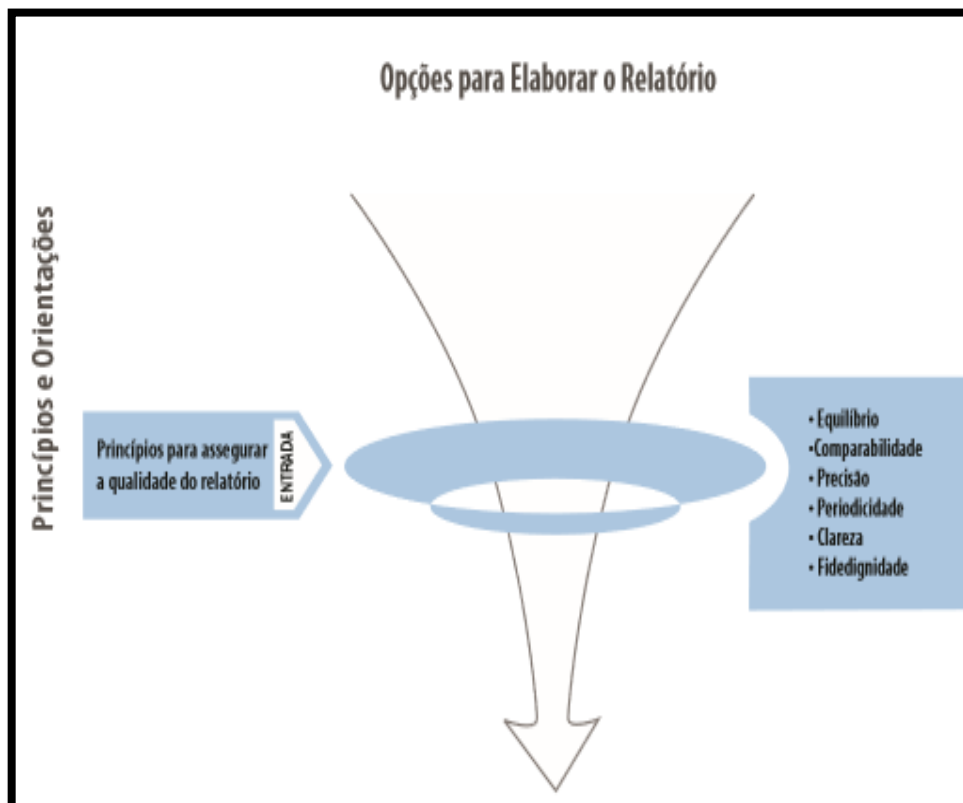 Opções para Elaborar o Relatório
Princípios e Orientações
Princípios para assegurar
a qualidade do relatório
ENTRADA
• Equilíbrio
•Comparabilidade
• Precisão
• Periodicidade
• Clareza
• Fidedignidade